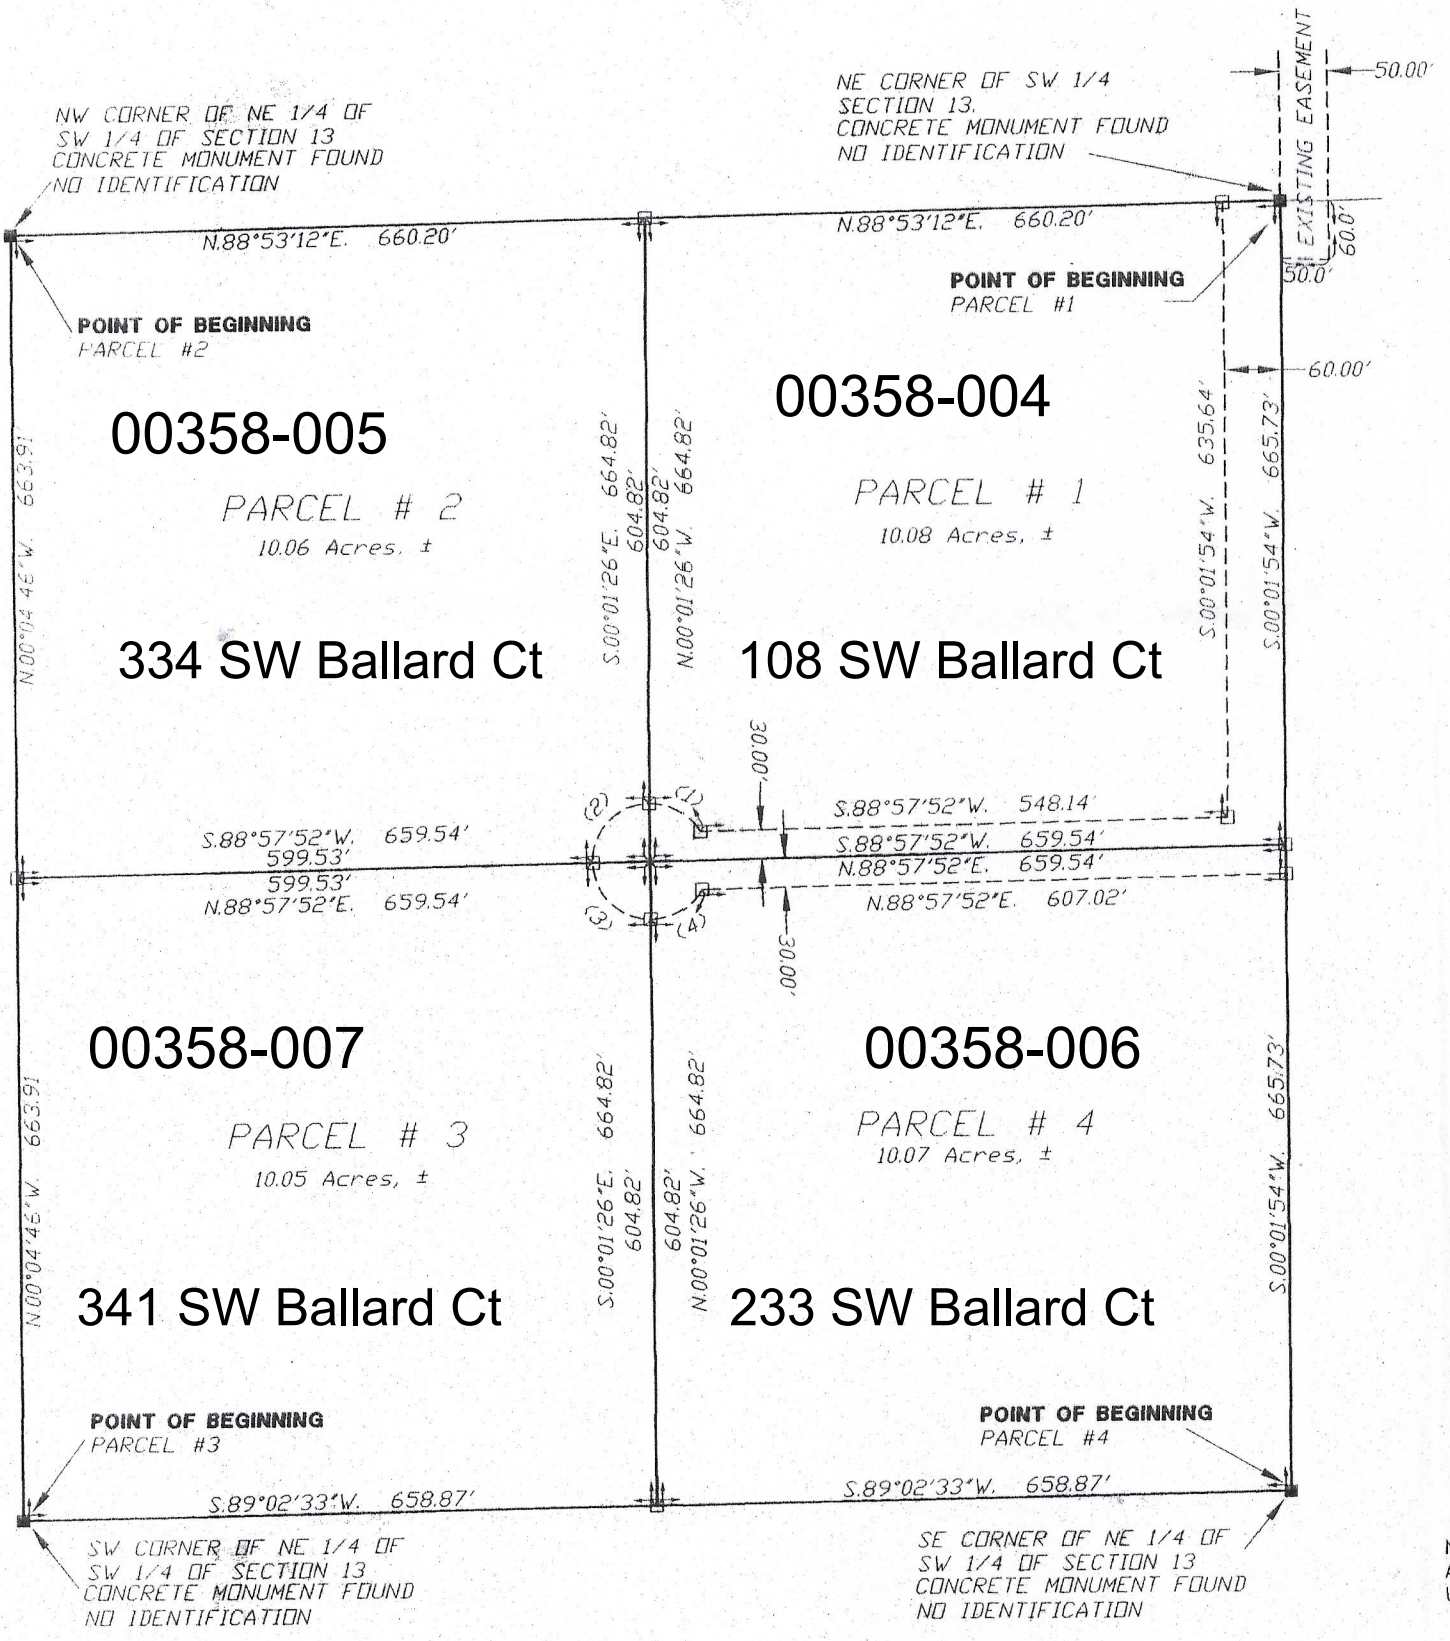 EXISTING EASEMENT
50.00'
NE CORNER OF SW 1/4
SECTION 13.
CONCRETE MONUMENT FOUND
NO IDENTIFICATION
NW CORNER OF NE 1/4 OF
SW 1/4 OF SECTION 13
CONCRETE MONUMENT FOUND
NO IDENTIFICATION
N.88°53'12"E. 660.20'
N.88°53'12"E. 660.20'
60.0'
50.0'
POINT OF BEGINNING
PARCEL #1
POINT OF BEGINNING
PARCEL #2
60.00'
00358-005
00358-004
PARCEL # 2
10.06 Acres, ±
PARCEL # 1
10.08 Acres, ±
N.00°04'46"W. 663.91'
S.00°01'26"E. 664.82'
604.82'
604.82'
N.00°01'26"W. 664.82'
S.00°01'54"W. 635.64'
S.00°01'54"W. 665.73'
334 SW Ballard Ct
108 SW Ballard Ct
30.00'
(2)
(1)
S.88°57'52"W. 548.14'
S.88°57'52"W. 659.54'
599.53'
S.88°57'52"W. 659.54'
N.88°57'52"E. 659.54'
599.53'
N.88°57'52"E. 659.54'
N.88°57'52"E. 607.02'
(3)
(4)
30.00'
00358-007
00358-006
PARCEL # 3
10.05 Acres, ±
PARCEL # 4
10.07 Acres, ±
N.00°04'46"W. 663.91
S.00°01'26"E. 664.82'
604.82'
604.82'
N.00°01'26"W. 664.82'
S.00°01'54"W. 665.73'
341 SW Ballard Ct
233 SW Ballard Ct
POINT OF BEGINNING
PARCEL #3
POINT OF BEGINNING
PARCEL #4
S.89°02'33"W. 658.87'
S.89°02'33"W. 658.87'
SW CORNER OF NE 1/4 OF
SW 1/4 OF SECTION 13
CONCRETE MONUMENT FOUND
NO IDENTIFICATION
SE CORNER OF NE 1/4 OF
SW 1/4 OF SECTION 13
CONCRETE MONUMENT FOUND
NO IDENTIFICATION